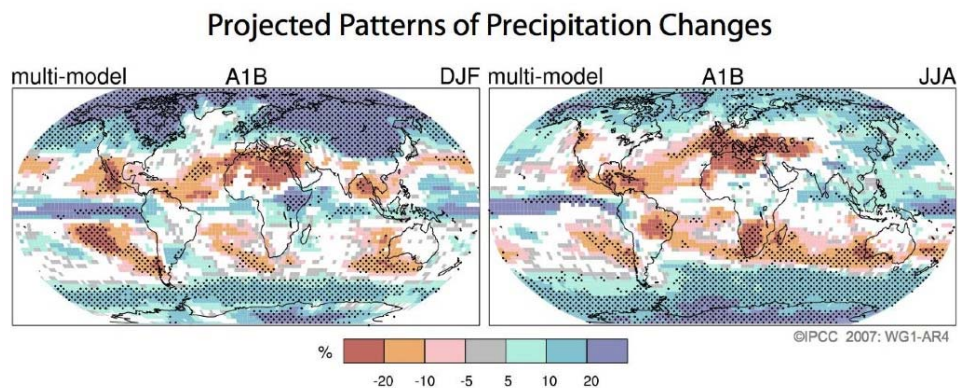 Projected Patterns of Precipitation Changes
multi-model A1B DJF multi-model A1B JJA
©IPCC 2007: WG1-AR4
%
-20 -10 -5 5 10 20